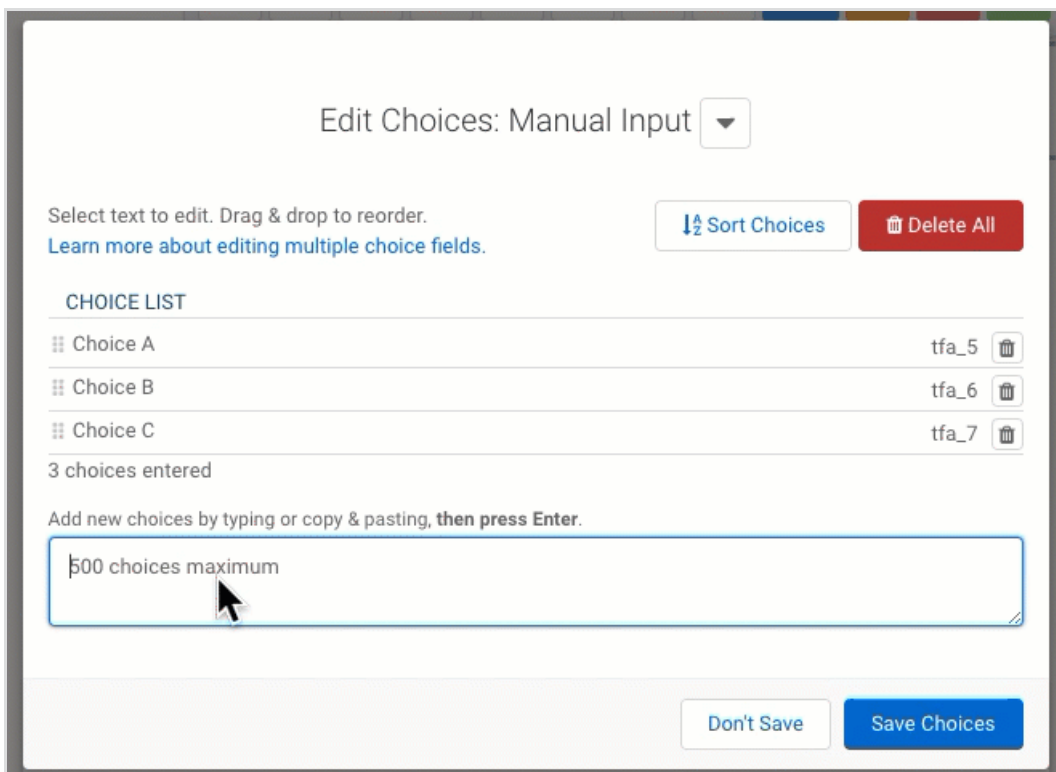 Edit Choices: Manual Input
Select text to edit. Drag & drop to reorder.
Learn more about editing multiple choice fields.
Sort Choices
Delete All
CHOICE LIST
Choice A tfa_5
Choice B tfa_6
Choice C tfa_7
3 choices entered
Add new choices by typing or copy & pasting, then press Enter.
500 choices maximum
Don't Save
Save Choices